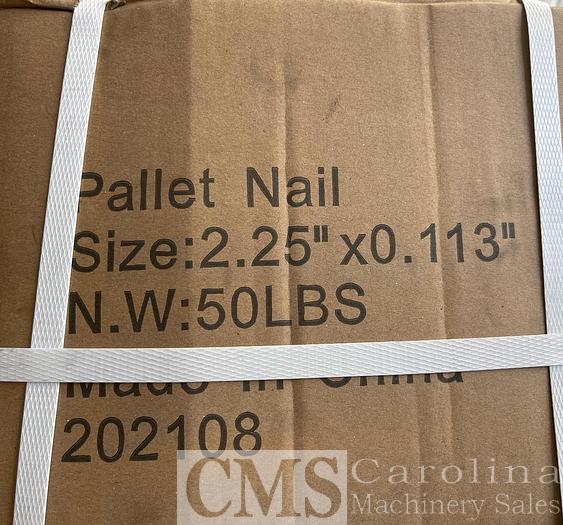 Pallet Nail
Size:2.25" x0.113"
N.W:50LBS
Made In China
202108
CMS Carolina
Machinery Sales